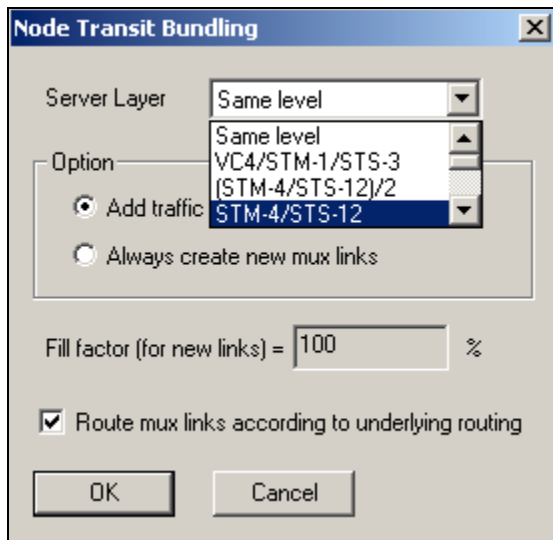 Node Transit Bundling
Server Layer Same level
Same level
VC4/STM-1/STS-3
(STM-4/STS-12)/2
STM-4/STS-12
Option
Add traffic
Always create new mux links
Fill factor (for new links) = 100 %
Route mux links according to underlying routing
OK Cancel